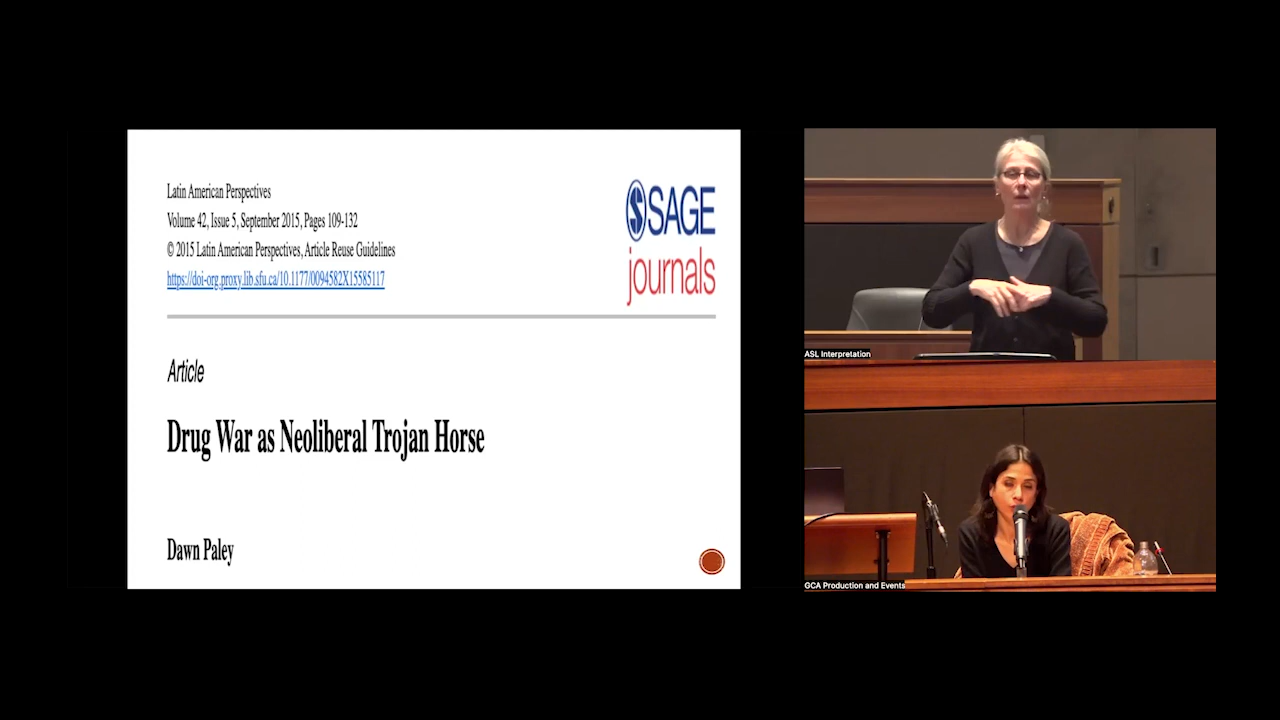 Latin American Perspectives
Volume 42, Issue 5, September 2015, Pages 109-132
© 2015 Latin American Perspectives, Article Reuse Guidelines
https://doi-org.proxy.lib.sfu.ca/10.1177/0094582X15585117
SAGE
journals
Article
Drug War as Neoliberal Trojan Horse
Dawn Paley
ASL Interpretation
GCA Production and Events